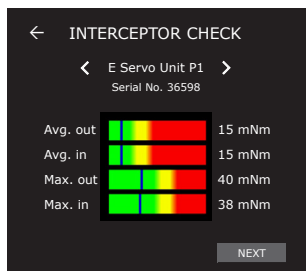 INTERCEPTOR CHECK
E Servo Unit P1
Serial No. 36598
Avg. out 15 mNm
Avg. in 15 mNm
Max. out 40 mNm
Max. in 38 mNm
NEXT